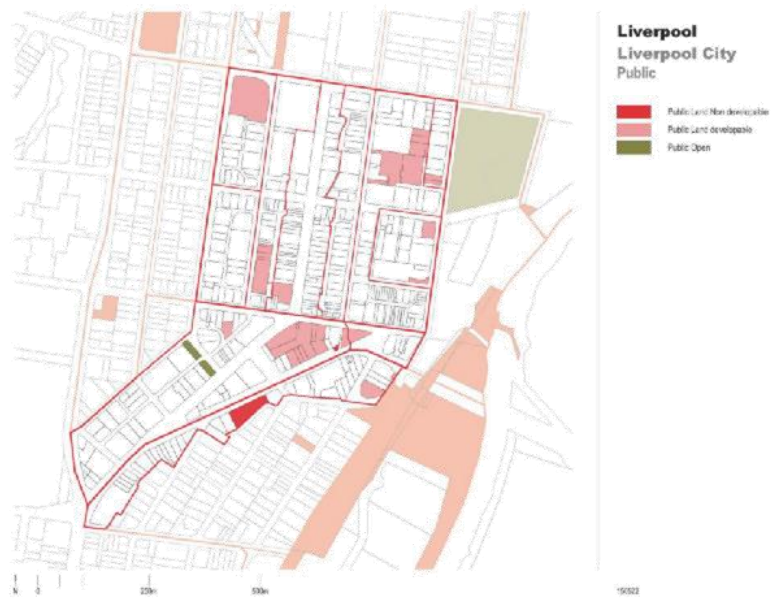 Liverpool
Liverpool City
Public
Public Land Non developable
Public Land developable
Public Open
N 0 250m 500m
150522